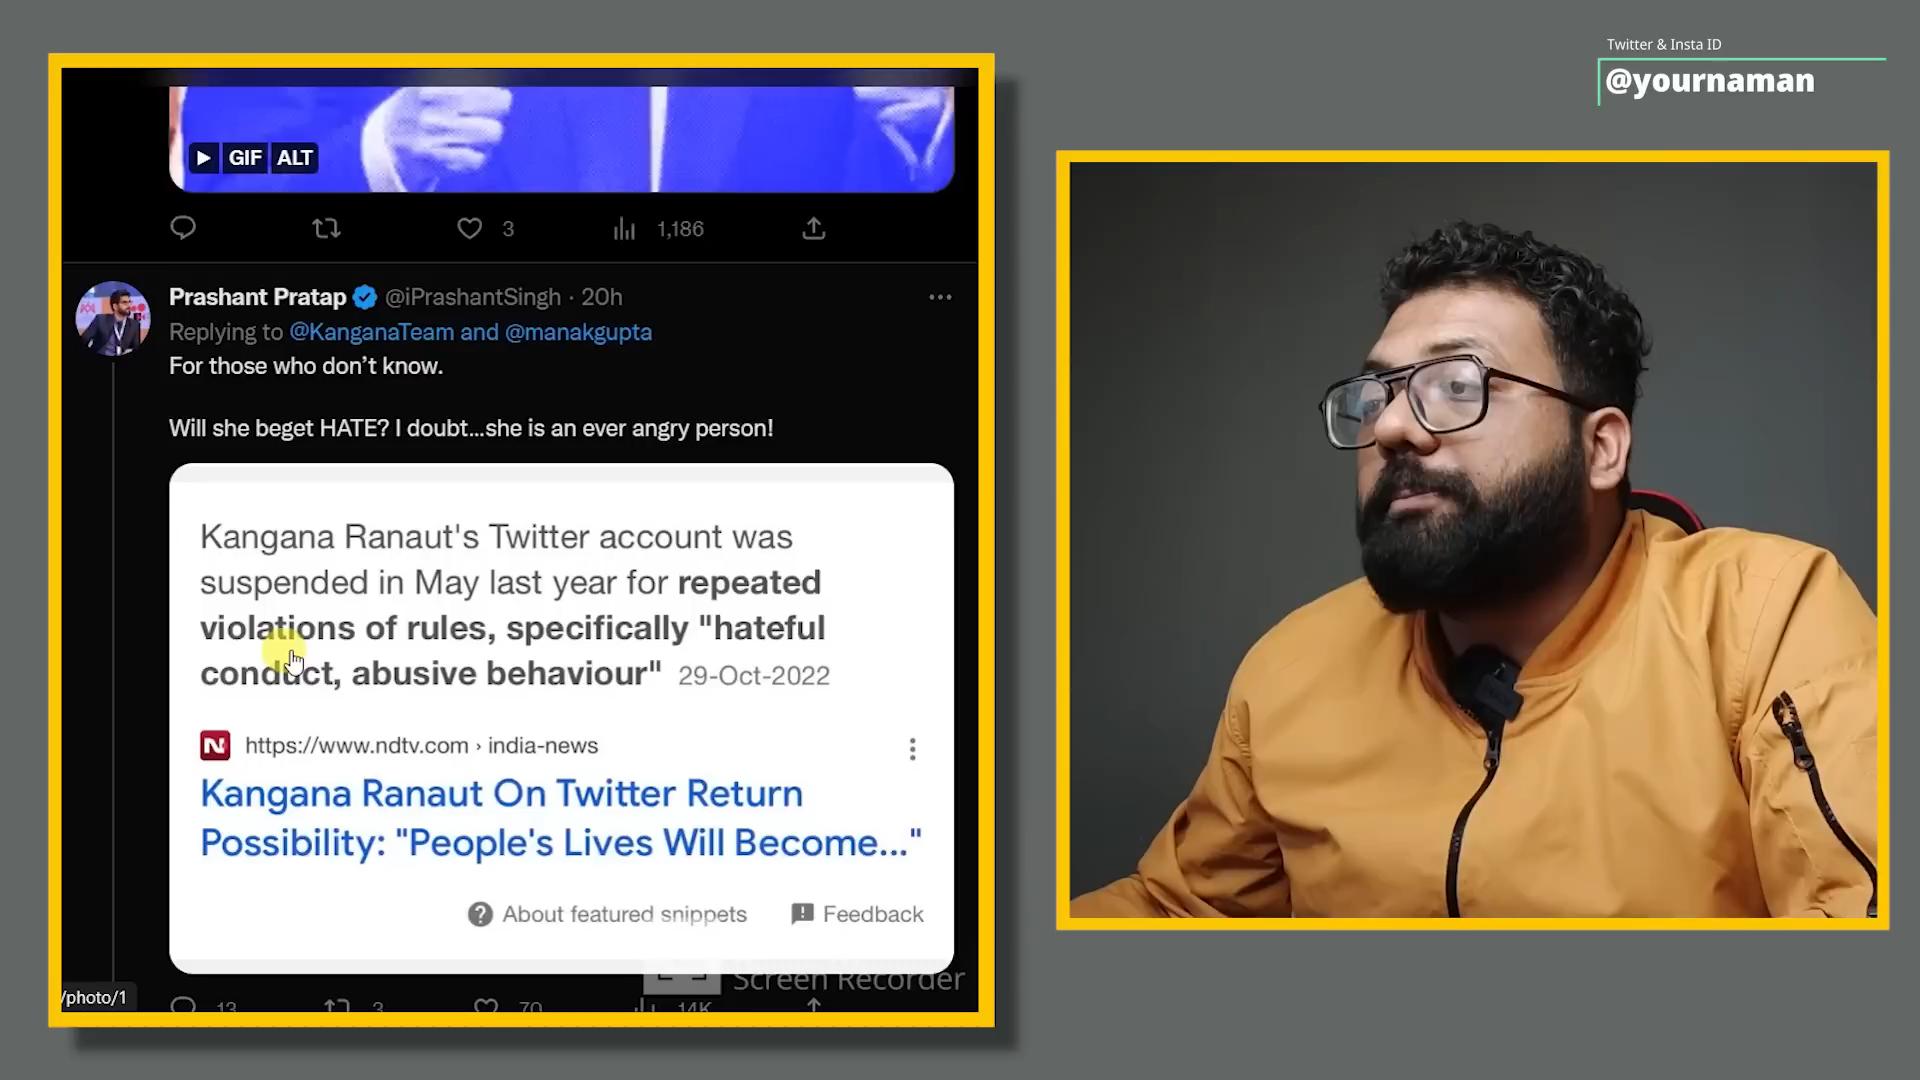 Twitter & Insta ID
@yournaman
GIF ALT
3 1,186
Prashant Pratap @iPrashantSingh · 20h
Replying to @KanganaTeam and @manakgupta
For those who don’t know.
Will she beget HATE? I doubt...she is an ever angry person!
Kangana Ranaut's Twitter account was
suspended in May last year for repeated
violations of rules, specifically "hateful
conduct, abusive behaviour" 29-Oct-2022
N https://www.ndtv.com › india-news
Kangana Ranaut On Twitter Return
Possibility: "People's Lives Will Become..."
? About featured snippets Feedback
Screen Recorder
/photo/1
13 3 70 14K